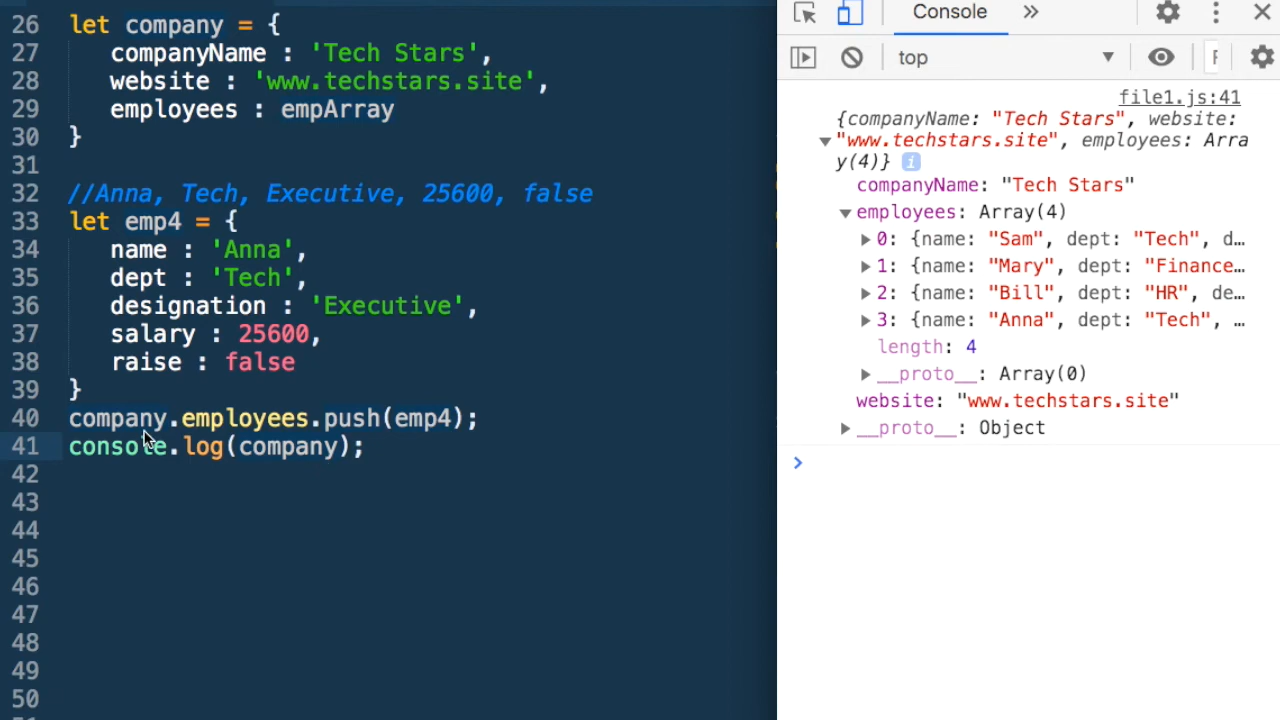 26 let company = {
27 companyName : 'Tech Stars',
28 website : 'www.techstars.site',
29 employees : empArray
30 }
31
32 //Anna, Tech, Executive, 25600, false
33 let emp4 = {
34 name : 'Anna',
35 dept : 'Tech',
36 designation : 'Executive',
37 salary : 25600,
38 raise : false
39 }
40 company.employees.push(emp4);
41 console.log(company);
42
43
44
45
46
47
48
49
50
Console »
top
file1.js:41
{companyName: "Tech Stars", website:
"www.techstars.site", employees: Arra
y(4)} i
companyName: "Tech Stars"
employees: Array(4)
0: {name: "Sam", dept: "Tech", d…
1: {name: "Mary", dept: "Finance…
2: {name: "Bill", dept: "HR", de…
3: {name: "Anna", dept: "Tech", …
length: 4
__proto__: Array(0)
website: "www.techstars.site"
__proto__: Object